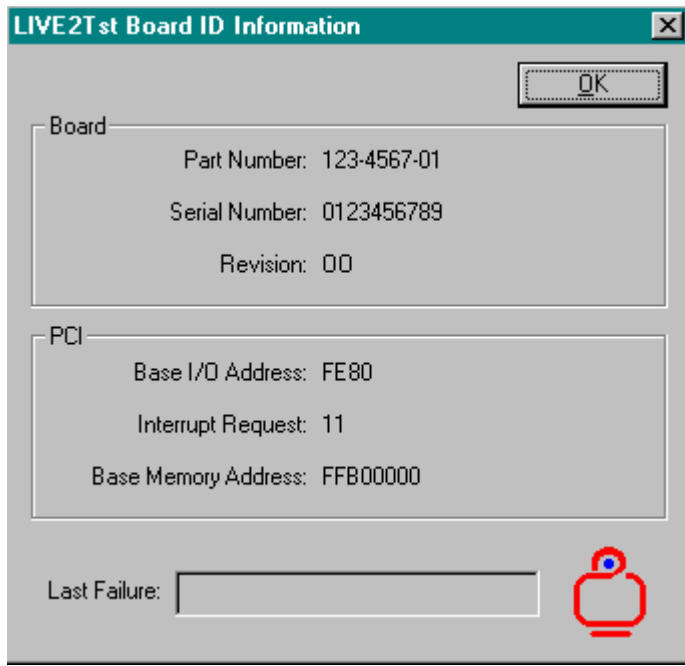 LIVE2Tst Board ID Information
OK
Board
Part Number: 123-4567-01
Serial Number: 0123456789
Revision: OO
PCI
Base I/O Address: FE80
Interrupt Request: 11
Base Memory Address: FFB00000
Last Failure: